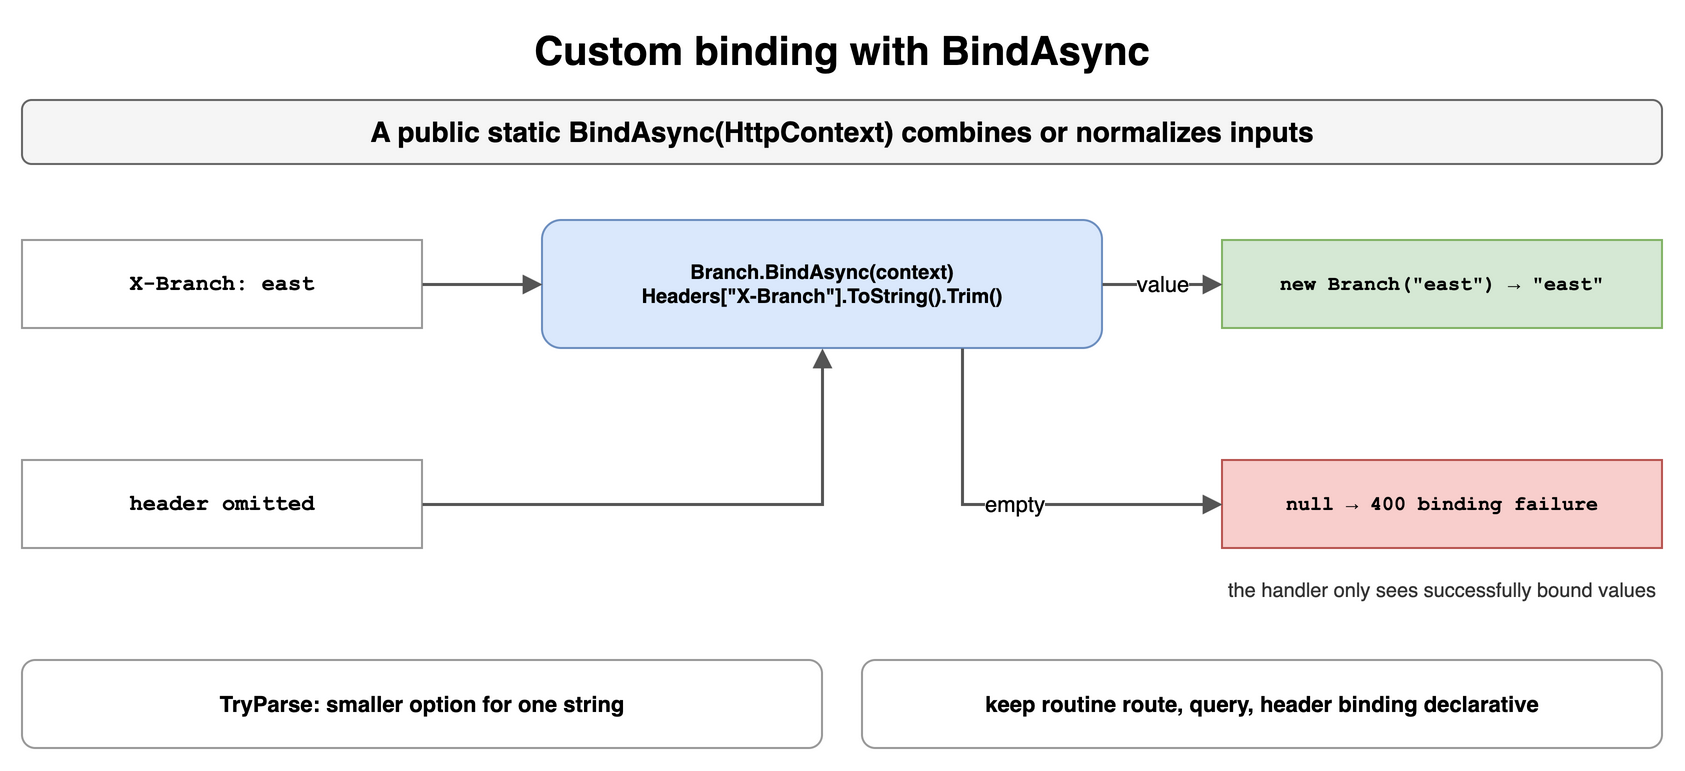 Custom binding with BindAsync
A public static BindAsync(HttpContext) combines or normalizes inputs
X-Branch: east
Branch.BindAsync(context)
Headers["X-Branch"].ToString().Trim()
value
new Branch("east") → "east"
header omitted
empty
null → 400 binding failure
the handler only sees successfully bound values
TryParse: smaller option for one string
keep routine route, query, header binding declarative